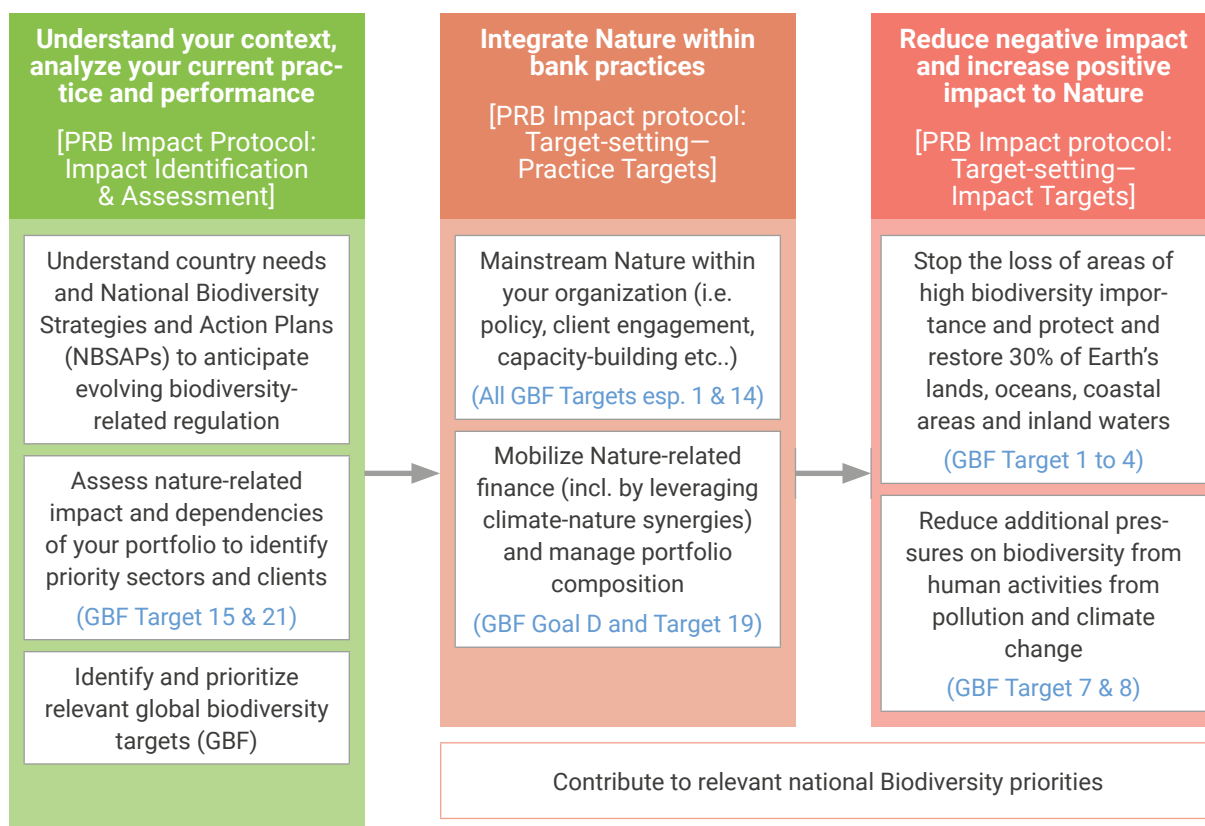 Understand your context,
analyze your current prac-
tice and performance
[PRB Impact Protocol:
Impact Identification
& Assessment]
Understand country needs
and National Biodiversity
Strategies and Action Plans
(NBSAPs) to anticipate
evolving biodiversity-
related regulation
Assess nature-related
impact and dependencies
of your portfolio to identify
priority sectors and clients
(GBF Target 15 & 21)
Identify and prioritize
relevant global biodiversity
targets (GBF)
Integrate Nature within
bank practices
[PRB Impact protocol:
Target-setting—
Practice Targets]
Mainstream Nature within
your organization (i.e.
policy, client engagement,
capacity-building etc..)
(All GBF Targets esp. 1 & 14)
Mobilize Nature-related
finance (incl. by leveraging
climate-nature synergies)
and manage portfolio
composition
(GBF Goal D and Target 19)
Reduce negative impact
and increase positive
impact to Nature
[PRB Impact protocol:
Target-setting—
Impact Targets]
Stop the loss of areas of
high biodiversity impor-
tance and protect and
restore 30% of Earth's
lands, oceans, coastal
areas and inland waters
(GBF Target 1 to 4)
Reduce additional pres-
sures on biodiversity from
human activities from
pollution and climate
change
(GBF Target 7 & 8)
Contribute to relevant national Biodiversity priorities